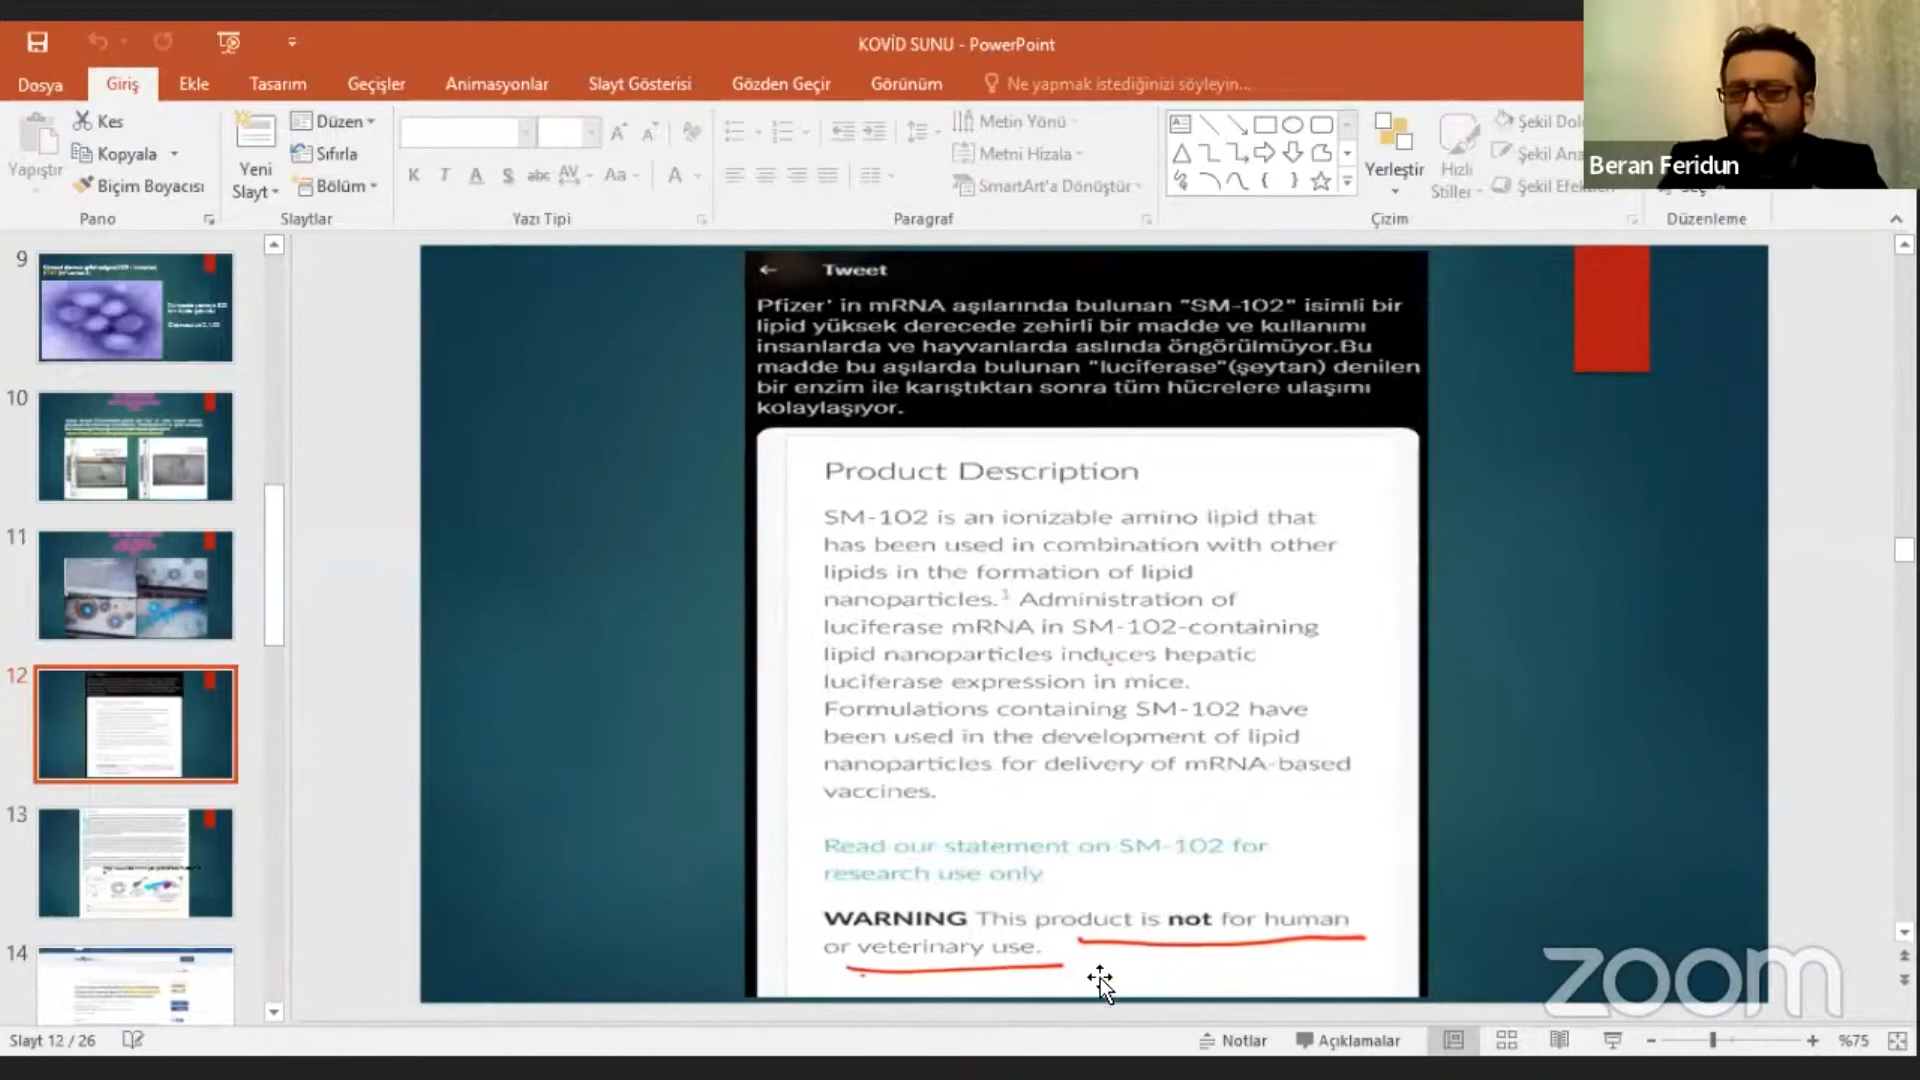 KOVİD SUNU - PowerPoint
Dosya Giriş Ekle Tasarım Geçişler Animasyonlar Slayt Gösterisi Gözden Geçir Görünüm Ne yapmak istediğinizi söyleyin...
Yapıştır
Kes
Kopyala
Biçim Boyacısı
Pano
Yeni
Slayt
Düzen
Sıfırla
Bölüm
Slaytlar
K T A S abc AV Aa A
Yazı Tipi
Metin Yönü
Metni Hizala
SmartArt'a Dönüştür
Paragraf
Yerleştir
Hızlı
Stiller
Şekil
Şekil
Şekil
Çizim
Düzenleme
Beran Feridun
9
10
11
12
13
14
Tweet
Pfizer' in mRNA aşılarında bulunan "SM-102" isimli bir
lipid yüksek derecede zehirli bir madde ve kullanımı
insanlarda ve hayvanlarda aslında öngörülmüyor.Bu
madde bu aşılarda bulunan "luciferase"(şeytan) denilen
bir enzim ile karıştıktan sonra tüm hücrelere ulaşımı
kolaylaşıyor.
Product Description
SM-102 is an ionizable amino lipid that
has been used in combination with other
lipids in the formation of lipid
nanoparticles.¹ Administration of
luciferase mRNA in SM-102-containing
lipid nanoparticles induces hepatic
luciferase expression in mice.
Formulations containing SM-102 have
been used in the development of lipid
nanoparticles for delivery of mRNA-based
vaccines.
Read our statement on SM-102 for
research use only
WARNING This product is not for human
or veterinary use.
zoom
Slayt 12 / 26
Notlar
Açıklamalar
%75